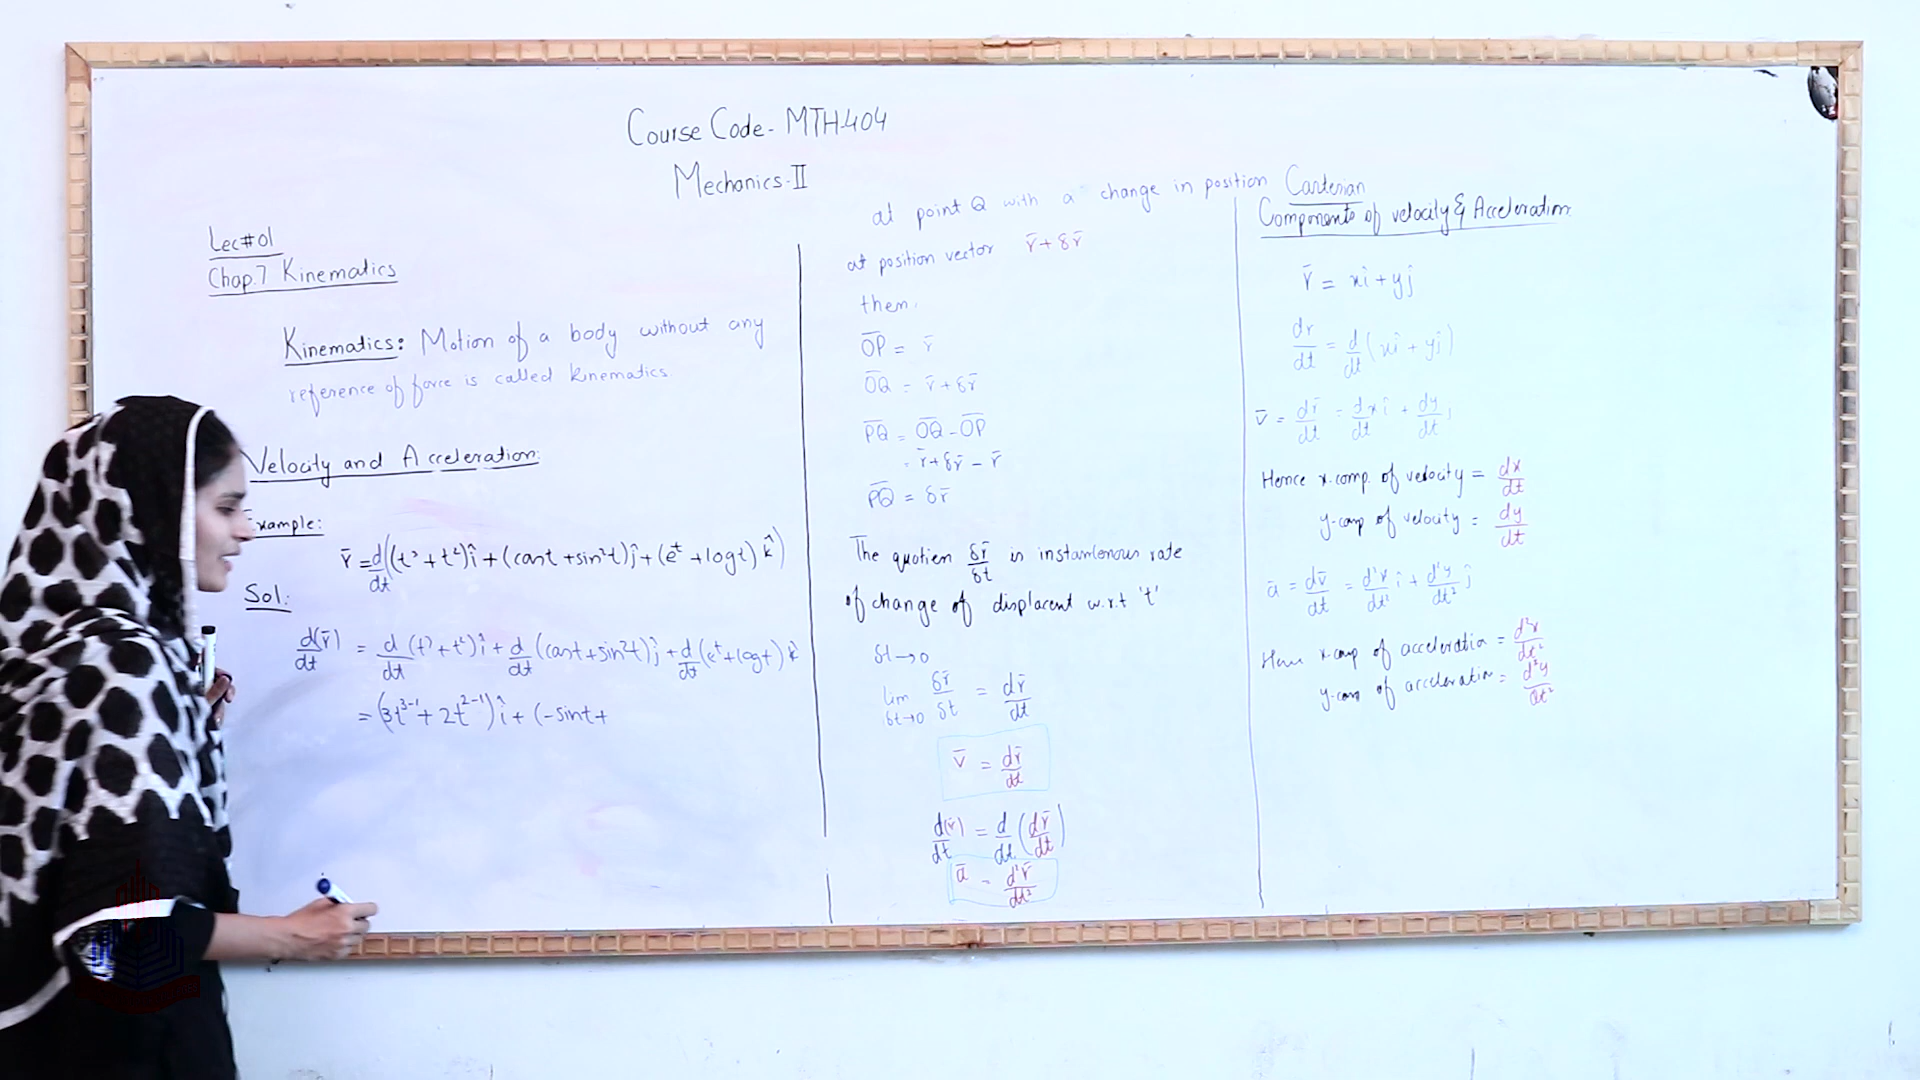 Course Code- MTH-404
Mechanics-II
Lec#01
Chap.7 Kinematics
Kinematics: Motion of a body without any
reference of force is called kinematics
Velocity and Acceleration:
Example:
r̄ = d/dt((t³+t²)î+(cost+sin²t)ĵ+(eᵗ+logt)k̂)
Sol:
d(r̄)/dt = d/dt(t³+t²)î+d/dt(cost+sin²t)ĵ+d/dt(eᵗ+logt)k̂
=(3t³⁻¹+2t²⁻¹)î+(-sint+
at point Q with a change in position
at position vector r̄+δr̄
then,
OP̄ = r̄
OQ̄ = r̄+δr̄
PQ̄ = OQ̄-OP̄
= r̄+δr̄-r̄
PQ̄ = δr̄
The quotien δr̄/δt is instantenous rate
of change of displacent w.r.t 't'
δt→0
lim δt→0 δr̄/δt = dr̄/dt
v̄ = dr̄/dt
d(v̄)/dt = d/dt(dr̄/dt)
ā = d²r̄/dt²
Cartesian
Components of velocity & Acceleration:
r̄ = xî+yĵ
dr/dt = d/dt(xî+yĵ)
v̄ = dr̄/dt = dx/dt î + dy/dt ĵ
Hence x.comp. of velocity = dx/dt
y-comp of velocity = dy/dt
ā = dv̄/dt = d²x/dt² î + d²y/dt² ĵ
Hence x-comp of acceleration = d²x/dt²
y-comp of acceleration = d²y/dt²